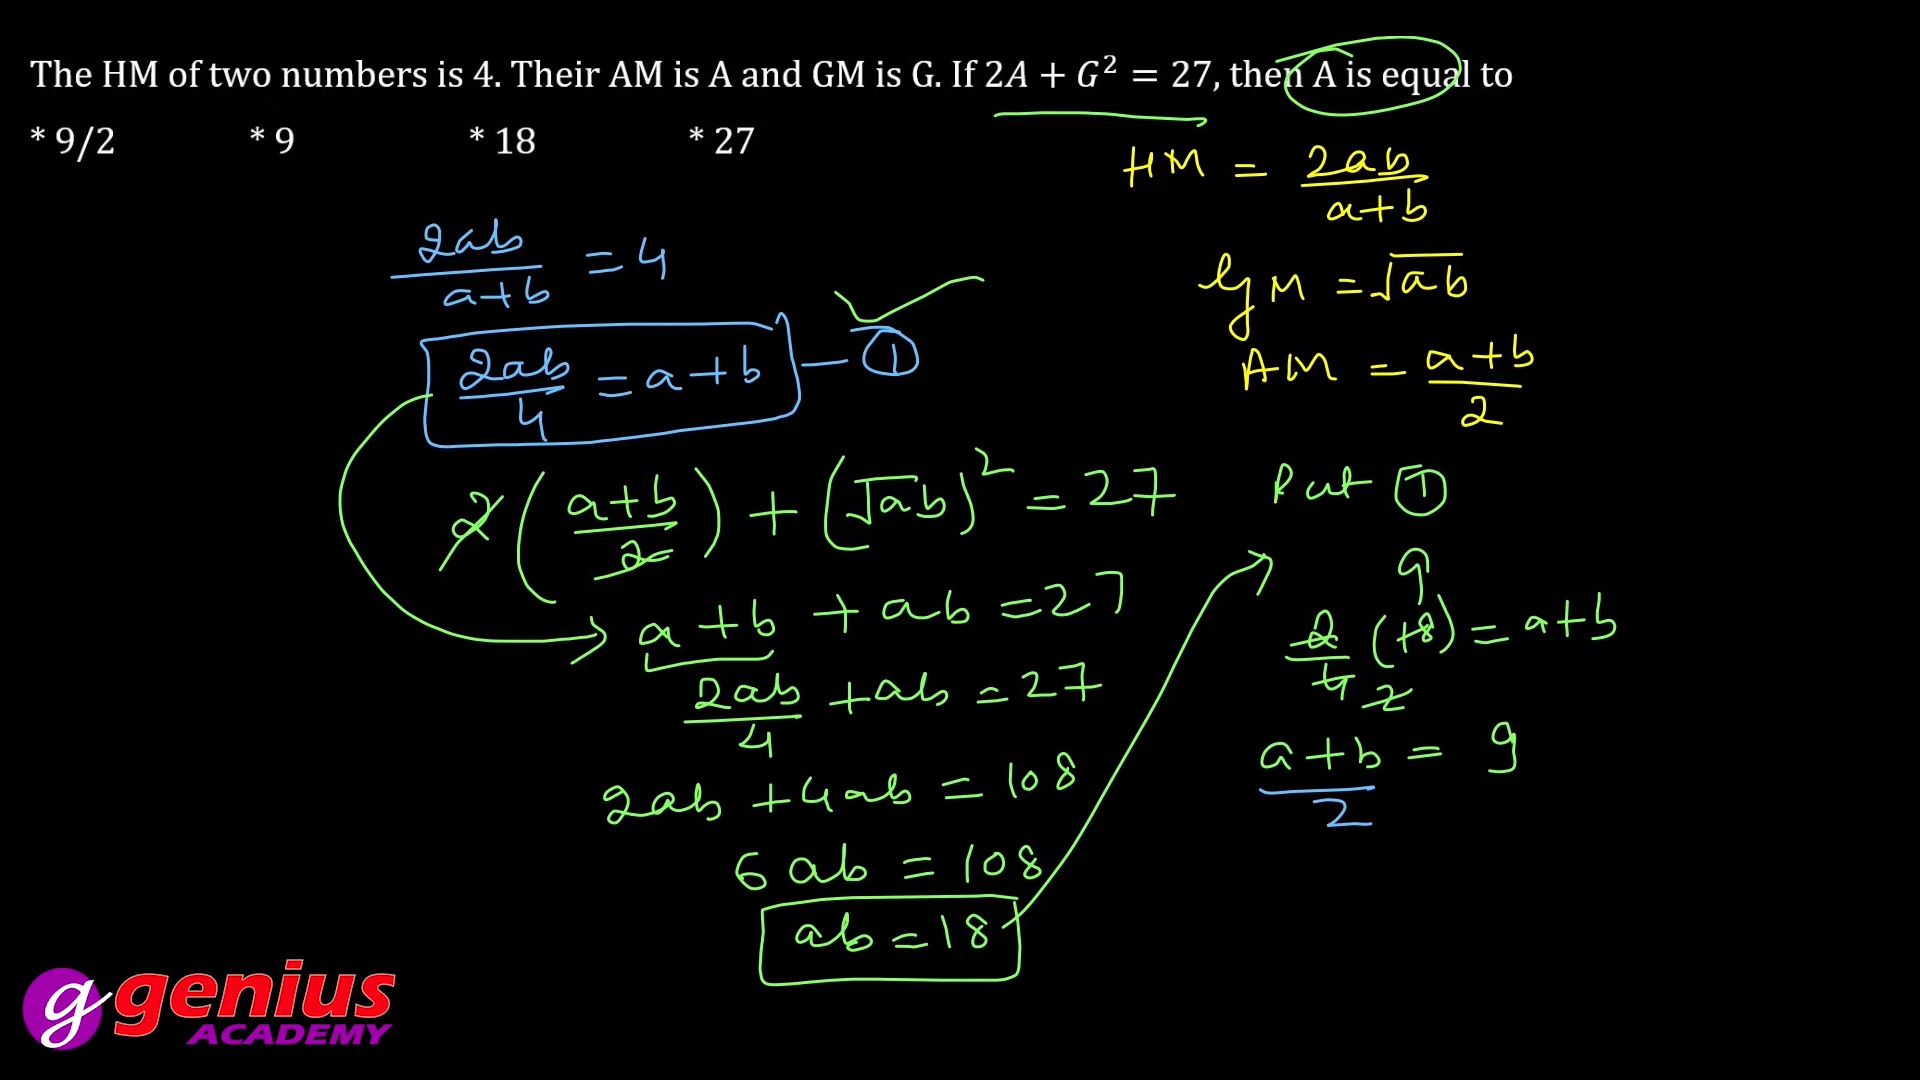 The HM of two numbers is 4. Their AM is A and GM is G. If 2A + G² = 27, then A is equal to
* 9/2 * 9 * 18 * 27
HM = 2ab/a+b
2ab/a+b = 4
GM = √ab
2ab/4 = a+b — ①
AM = a+b/2
2(a+b/2) + (√ab)² = 27
Put ①
a+b + ab = 27
9
2/4 (18) = a+b
2
2ab/4 + ab = 27
a+b/2 = 9
2ab + 4ab = 108
6ab = 108
ab = 18
g genius
ACADEMY